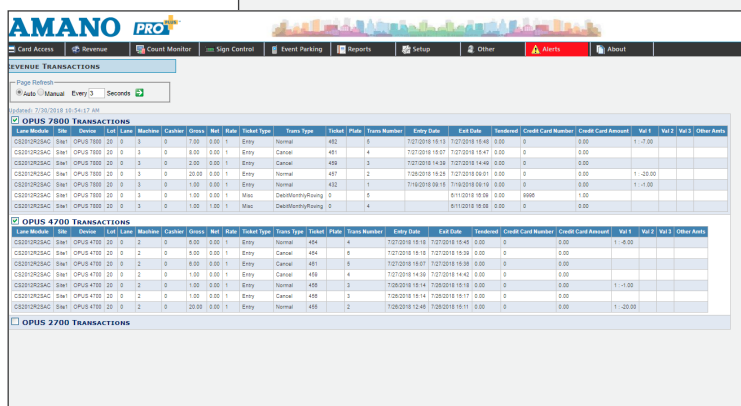 AMANO PRO PLUS™
Card Access Revenue Count Monitor Sign Control Event Parking Reports Setup Other Alerts About
REVENUE TRANSACTIONS
Page Refresh
Auto Manual Every 3 Seconds
Updated: 7/30/2018 10:54:17 AM
OPUS 7800 TRANSACTIONS
Lane Module Site Device Lot Lane Machine Cashier Gross Net Rate Ticket Type Trans Type Ticket Plate Trans Number Entry Date Exit Date Tendered Credit Card Number Credit Card Amount Val 1 Val 2 Val 3 Other Amts
CS2012R2SAC Site1 OPUS 7800 20 0 3 0 7.00 0.00 1 Entry Normal 462 6 7/27/2018 15:13 7/27/2018 15:48 0.00 0 0.00 1 : -7.00
CS2012R2SAC Site1 OPUS 7800 20 0 3 0 8.00 0.00 1 Entry Cancel 461 4 7/27/2018 15:07 7/27/2018 15:47 0.00 0 0.00
CS2012R2SAC Site1 OPUS 7800 20 0 3 0 2.00 0.00 1 Entry Cancel 459 3 7/27/2018 14:39 7/27/2018 14:49 0.00 0 0.00
CS2012R2SAC Site1 OPUS 7800 20 0 3 0 20.00 0.00 1 Entry Normal 457 2 7/26/2018 15:25 7/27/2018 09:01 0.00 0 0.00 1 : -20.00
CS2012R2SAC Site1 OPUS 7800 20 0 3 0 1.00 0.00 1 Entry Normal 432 1 7/19/2018 09:15 7/19/2018 09:19 0.00 0 0.00 1 : -1.00
CS2012R2SAC Site1 OPUS 7800 20 0 3 0 1.00 0.00 1 Misc DebitMonthlyRoving 0 6 6/11/2018 16:09 0.00 9996 1.00
CS2012R2SAC Site1 OPUS 7800 20 0 3 0 1.00 1.00 1 Misc DebitMonthlyRoving 0 4 6/11/2018 16:08 0.00 0 0.00
OPUS 4700 TRANSACTIONS
Lane Module Site Device Lot Lane Machine Cashier Gross Net Rate Ticket Type Trans Type Ticket Plate Trans Number Entry Date Exit Date Tendered Credit Card Number Credit Card Amount Val 1 Val 2 Val 3 Other Amts
CS2012R2SAC Site1 OPUS 4700 20 0 2 0 6.00 0.00 1 Entry Normal 464 4 7/27/2018 15:18 7/27/2018 15:46 0.00 0 0.00 1 : -6.00
CS2012R2SAC Site1 OPUS 4700 20 0 2 0 5.00 0.00 1 Entry Cancel 464 6 7/27/2018 15:18 7/27/2018 15:39 0.00 0 0.00
CS2012R2SAC Site1 OPUS 4700 20 0 2 0 6.00 0.00 1 Entry Cancel 461 5 7/27/2018 15:07 7/27/2018 15:35 0.00 0 0.00
CS2012R2SAC Site1 OPUS 4700 20 0 2 0 1.00 0.00 1 Entry Cancel 459 4 7/27/2018 14:39 7/27/2018 14:42 0.00 0 0.00
CS2012R2SAC Site1 OPUS 4700 20 0 2 0 1.00 0.00 1 Entry Normal 456 3 7/26/2018 15:14 7/26/2018 15:18 0.00 0 0.00 1 : -1.00
CS2012R2SAC Site1 OPUS 4700 20 0 2 0 1.00 0.00 1 Entry Cancel 456 3 7/26/2018 15:14 7/26/2018 15:17 0.00 0 0.00
CS2012R2SAC Site1 OPUS 4700 20 0 2 0 20.00 0.00 1 Entry Normal 455 2 7/26/2018 12:46 7/26/2018 15:11 0.00 0 0.00 1 : -20.00
OPUS 2700 TRANSACTIONS